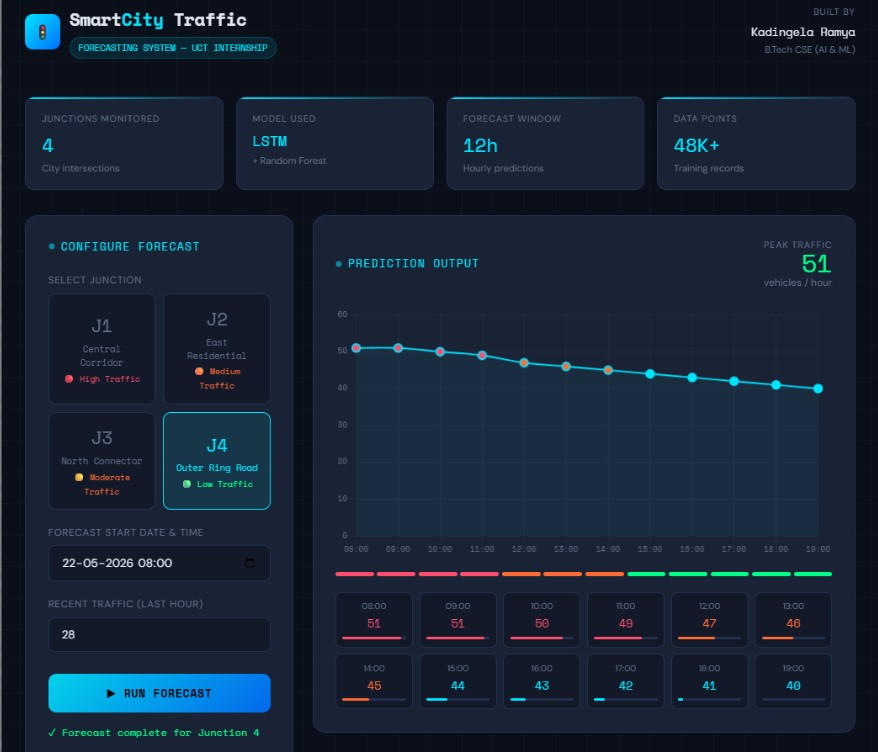 SmartCity Traffic
FORECASTING SYSTEM — UCT INTERNSHIP
BUILT BY
Kadingela Ramya
B.Tech CSE (AI & ML)
JUNCTIONS MONITORED
4
City intersections
MODEL USED
LSTM
+ Random Forest
FORECAST WINDOW
12h
Hourly predictions
DATA POINTS
48K+
Training records
CONFIGURE FORECAST
SELECT JUNCTION
J1
Central
Corridor
High Traffic
J2
East
Residential
Medium
Traffic
J3
North Connector
Moderate
Traffic
J4
Outer Ring Road
Low Traffic
FORECAST START DATE & TIME
22-05-2026 08:00
RECENT TRAFFIC (LAST HOUR)
28
▶ RUN FORECAST
✓ Forecast complete for Junction 4
PREDICTION OUTPUT
PEAK TRAFFIC
51
vehicles / hour
60
50
40
30
20
10
0
08:00 09:00 10:00 11:00 12:00 13:00 14:00 15:00 16:00 17:00 18:00 19:00
08:00
51
09:00
51
10:00
50
11:00
49
12:00
47
13:00
46
14:00
45
15:00
44
16:00
43
17:00
42
18:00
41
19:00
40